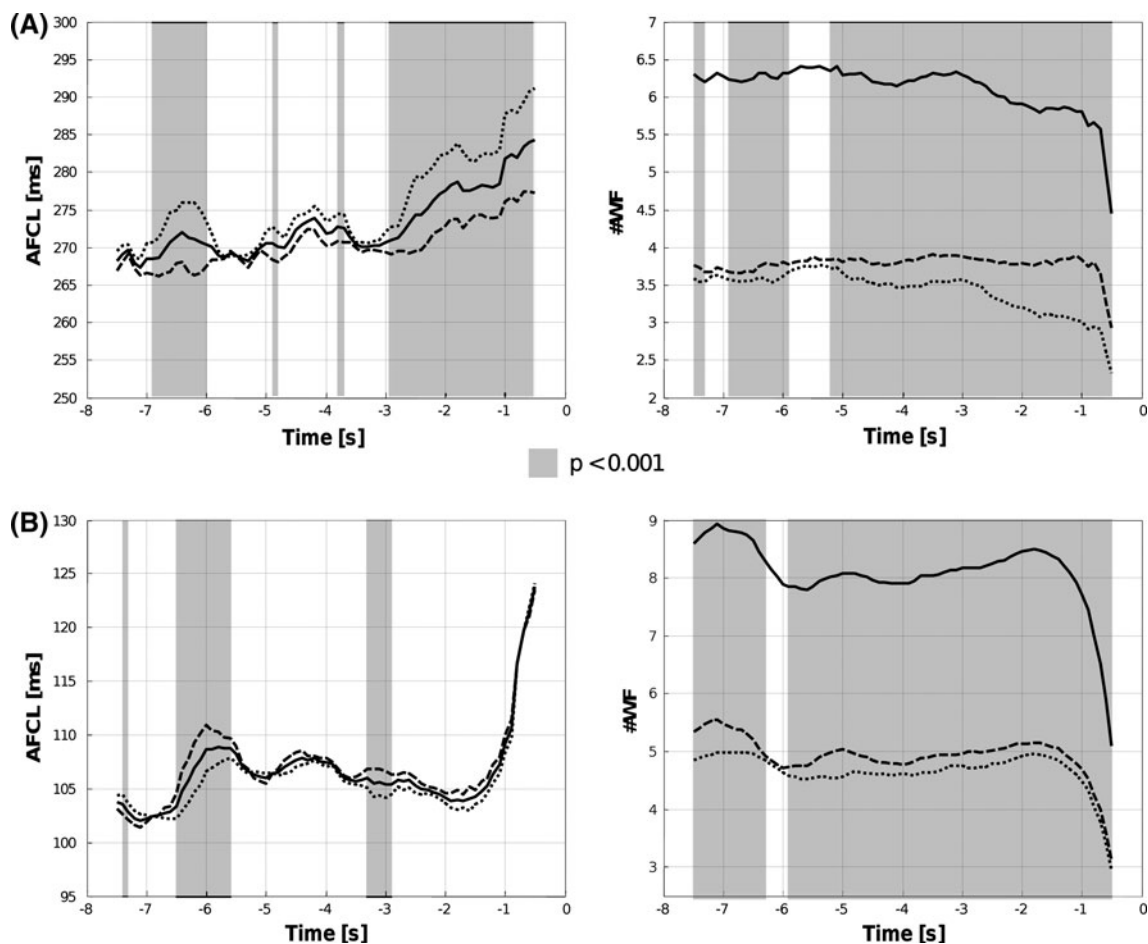 (A)
AFCL [ms]
300
295
290
285
280
275
270
265
260
255
250
-8 -7 -6 -5 -4 -3 -2 -1 0
Time [s]
#WF
7
6.5
6
5.5
5
4.5
4
3.5
3
2.5
2
-8 -7 -6 -5 -4 -3 -2 -1 0
Time [s]
p < 0.001
(B)
AFCL [ms]
130
125
120
115
110
105
100
95
-8 -7 -6 -5 -4 -3 -2 -1 0
Time [s]
#WF
9
8
7
6
5
4
3
-8 -7 -6 -5 -4 -3 -2 -1 0
Time [s]